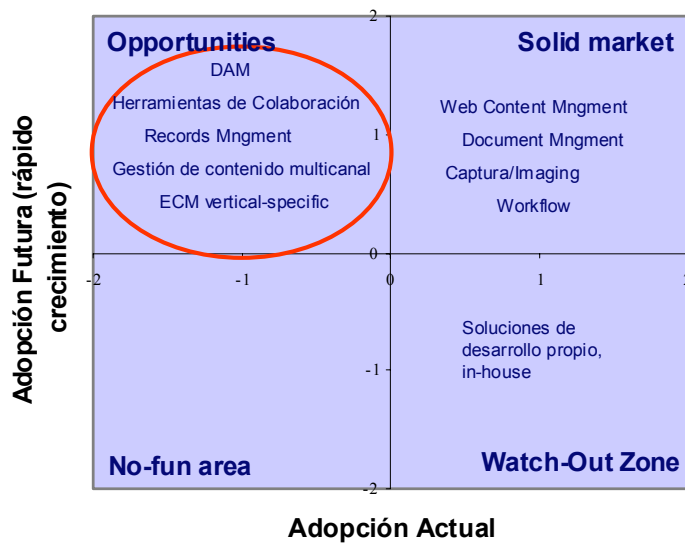 2
Opportunities
Solid market
DAM
Herramientas de Colaboración
Web Content Mngment
Records Mngment
1
Document Mngment
Gestión de contenido multicanal
Captura/Imaging
ECM vertical-specific
Workflow
0
-2
-1
0
1
2
Soluciones de
desarrollo propio,
in-house
-1
No-fun area
Watch-Out Zone
-2
Adopción Futura (rápido
crecimiento)
Adopción Actual